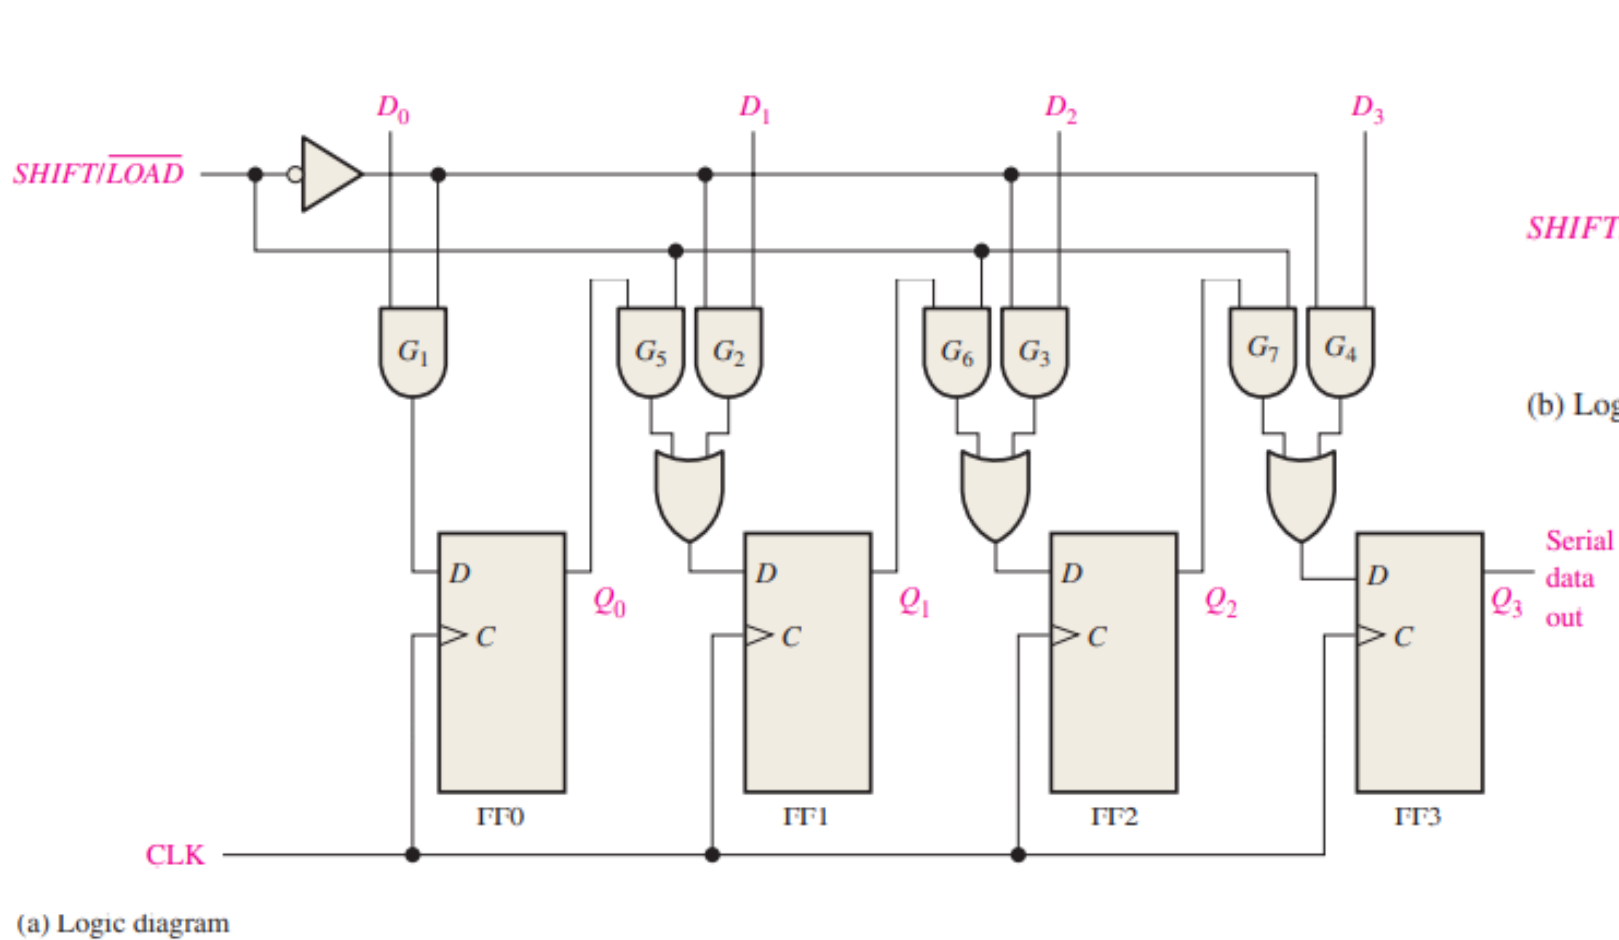 D0 D1 D2 D3
SHIFT/LOAD
SHIFT
G1 G5 G2 G6 G3 G7 G4
(b) Log
Serial
data
out
D Q0 D Q1 D Q2 D Q3
C C C C
FF0 FF1 FF2 FF3
CLK
(a) Logic diagram